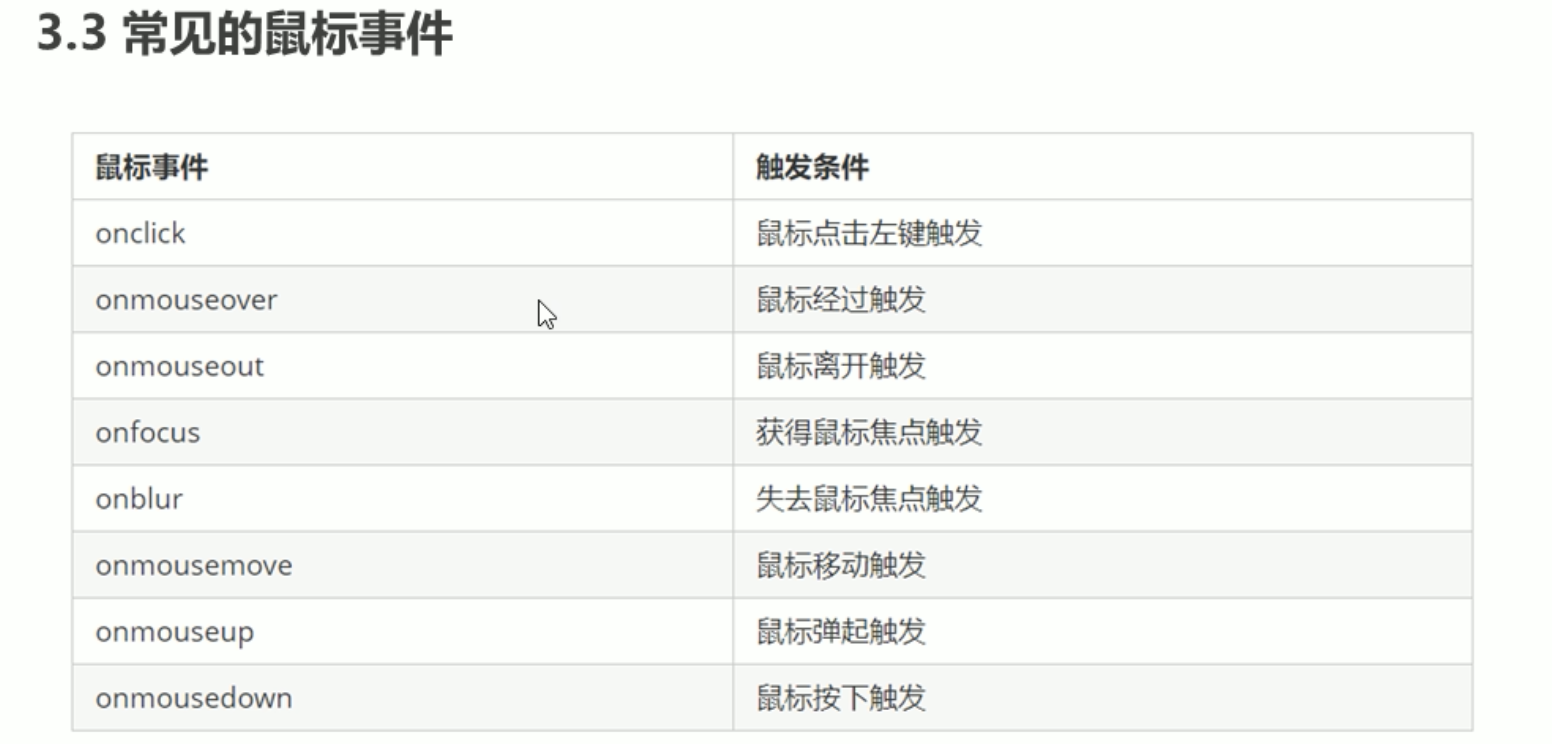 3.3 常见的鼠标事件
鼠标事件 触发条件
onclick 鼠标点击左键触发
onmouseover 鼠标经过触发
onmouseout 鼠标离开触发
onfocus 获得鼠标焦点触发
onblur 失去鼠标焦点触发
onmousemove 鼠标移动触发
onmouseup 鼠标弹起触发
onmousedown 鼠标按下触发